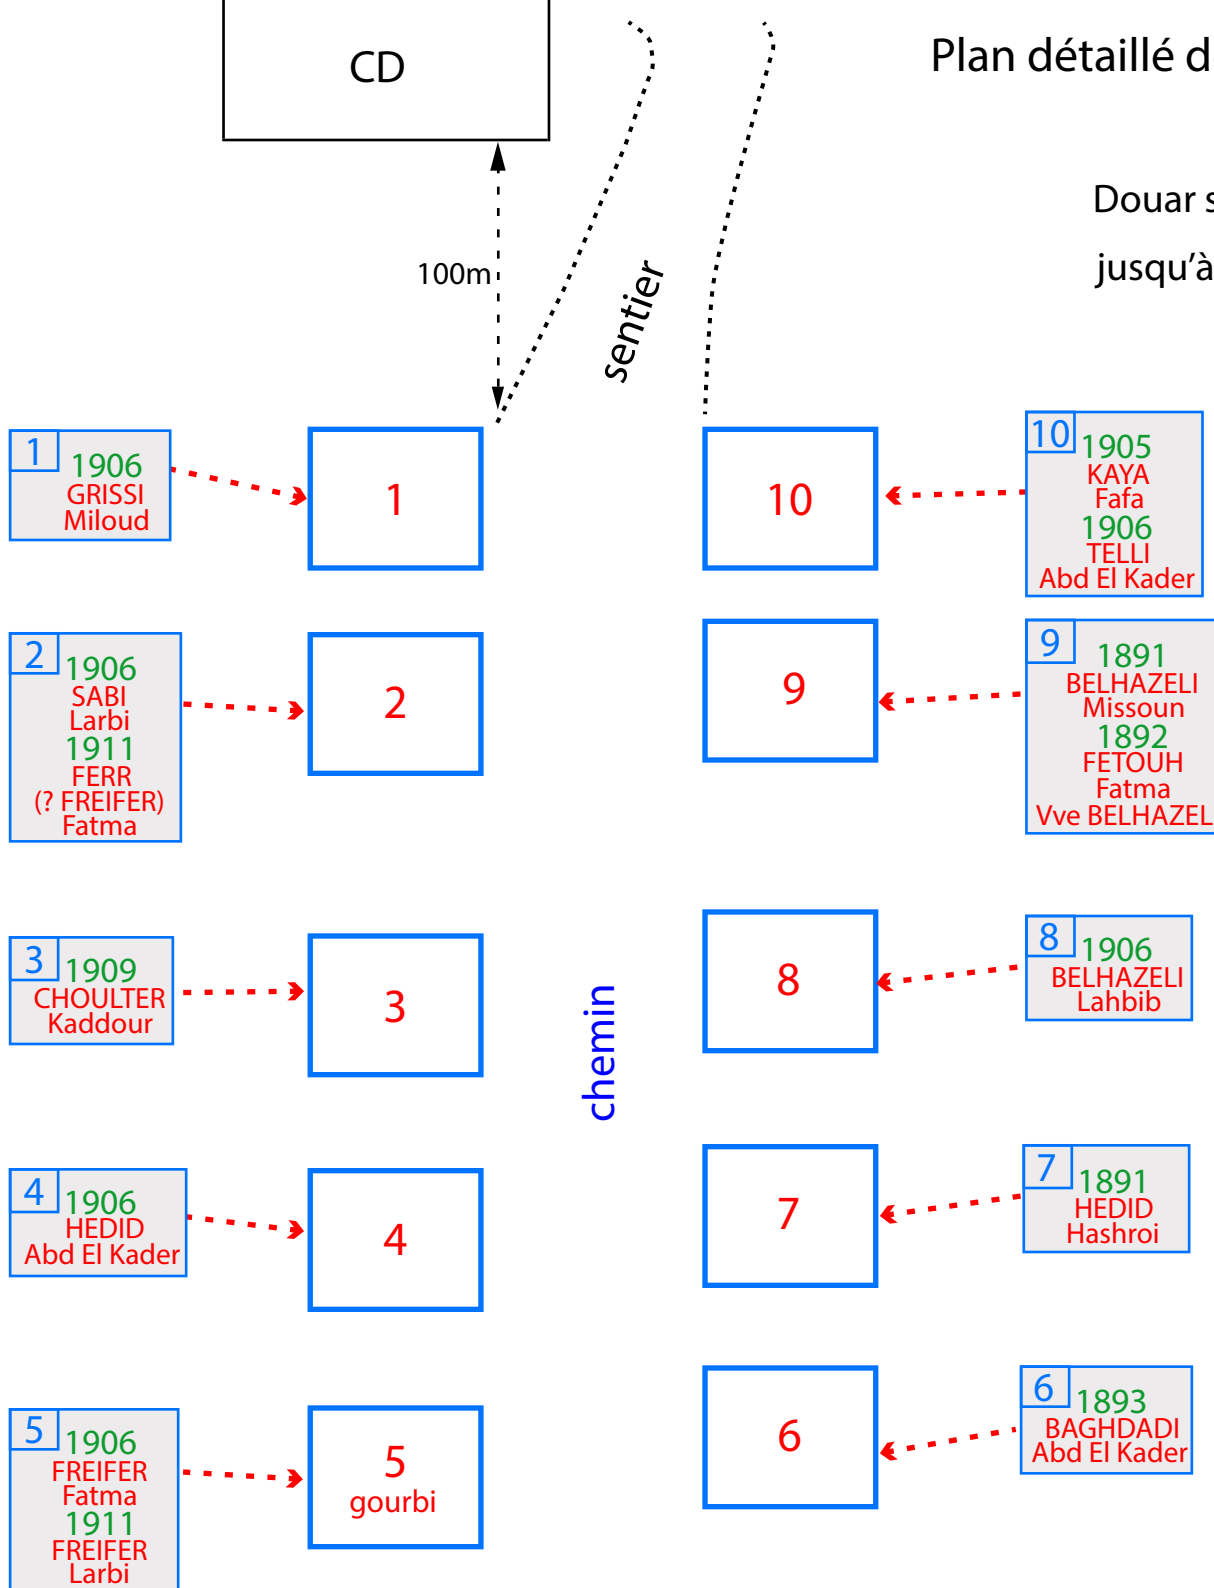 CD
Plan détaillé d
Douar s
jusqu'à
100m
sentier
1
1906
GRISSI
Miloud
1
10
10
1905
KAYA
Fafa
1906
TELLI
Abd El Kader
2
1906
SABI
Larbi
1911
FERR
(? FREIFER)
Fatma
2
9
9
1891
BELHAZELI
Missoun
1892
FETOUH
Fatma
Vve BELHAZEL
3
1909
CHOULTER
Kaddour
3
chemin
8
8
1906
BELHAZELI
Lahbib
4
1906
HEDID
Abd El Kader
4
7
7
1891
HEDID
Hashroi
5
1906
FREIFER
Fatma
1911
FREIFER
Larbi
5
gourbi
6
6
1893
BAGHDADI
Abd El Kader